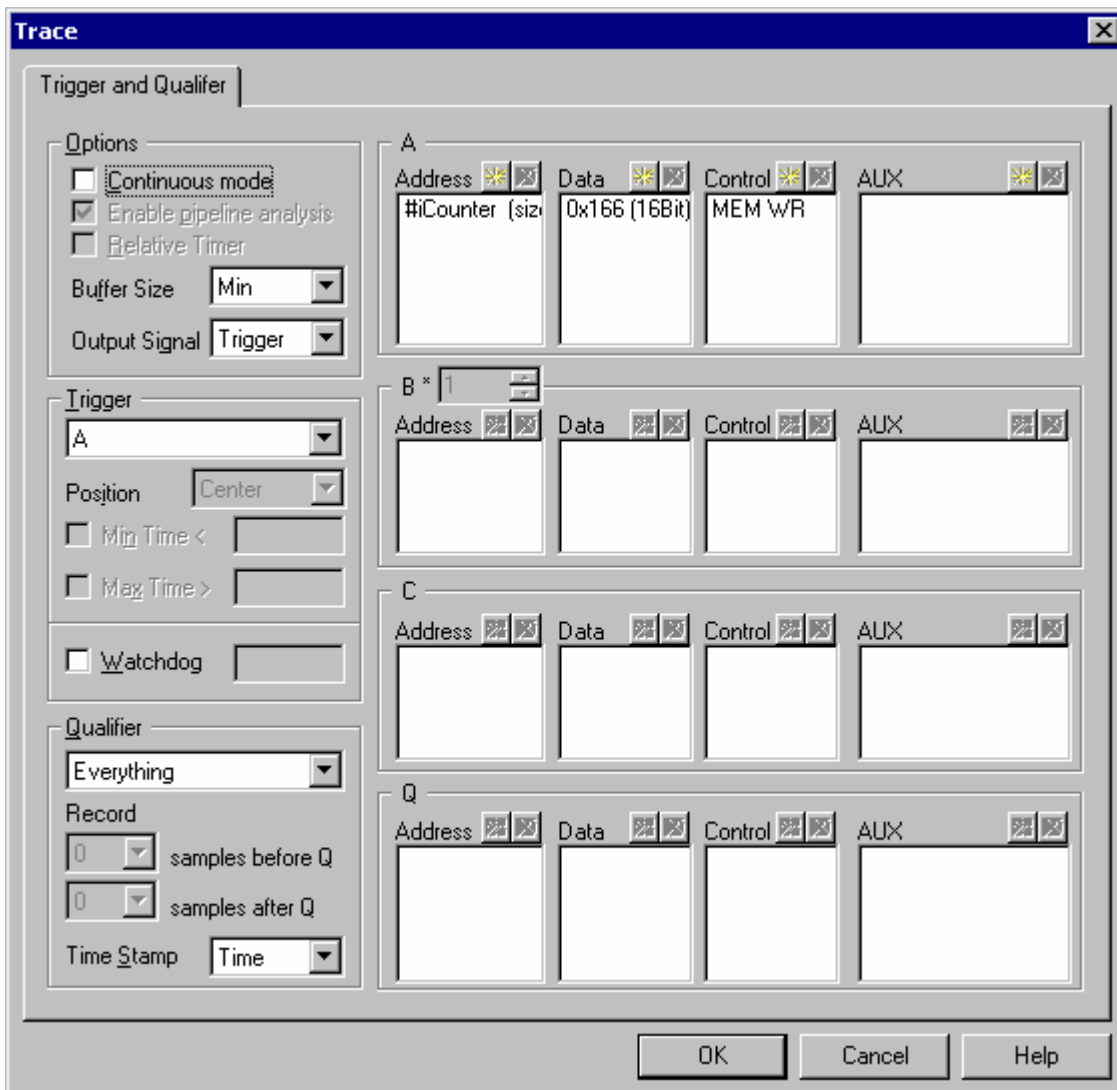 Trace
Trigger and Qualifer
Options
Continuous mode
Enable pipeline analysis
Relative Timer
Buffer Size Min
Output Signal Trigger
Trigger
A
Position Center
Min Time <
Max Time >
Watchdog
Qualifier
Everything
Record
0 samples before Q
0 samples after Q
Time Stamp Time
A
Address Data Control AUX
#iCounter (siz 0x166 (16Bit) MEM WR
B * 1
Address Data Control AUX
C
Address Data Control AUX
Q
Address Data Control AUX
OK Cancel Help